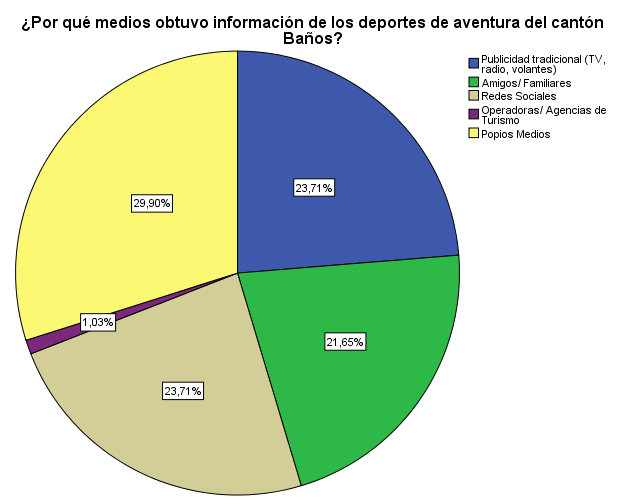 ¿Por qué medios obtuvo información de los deportes de aventura del cantón
Baños?
Publicidad tradicional (TV,
radio, volantes)
Amigos/ Familiares
Redes Sociales
Operadoras/ Agencias de
Turismo
Popios Medios
23,71%
29,90%
1,03%
21,65%
23,71%